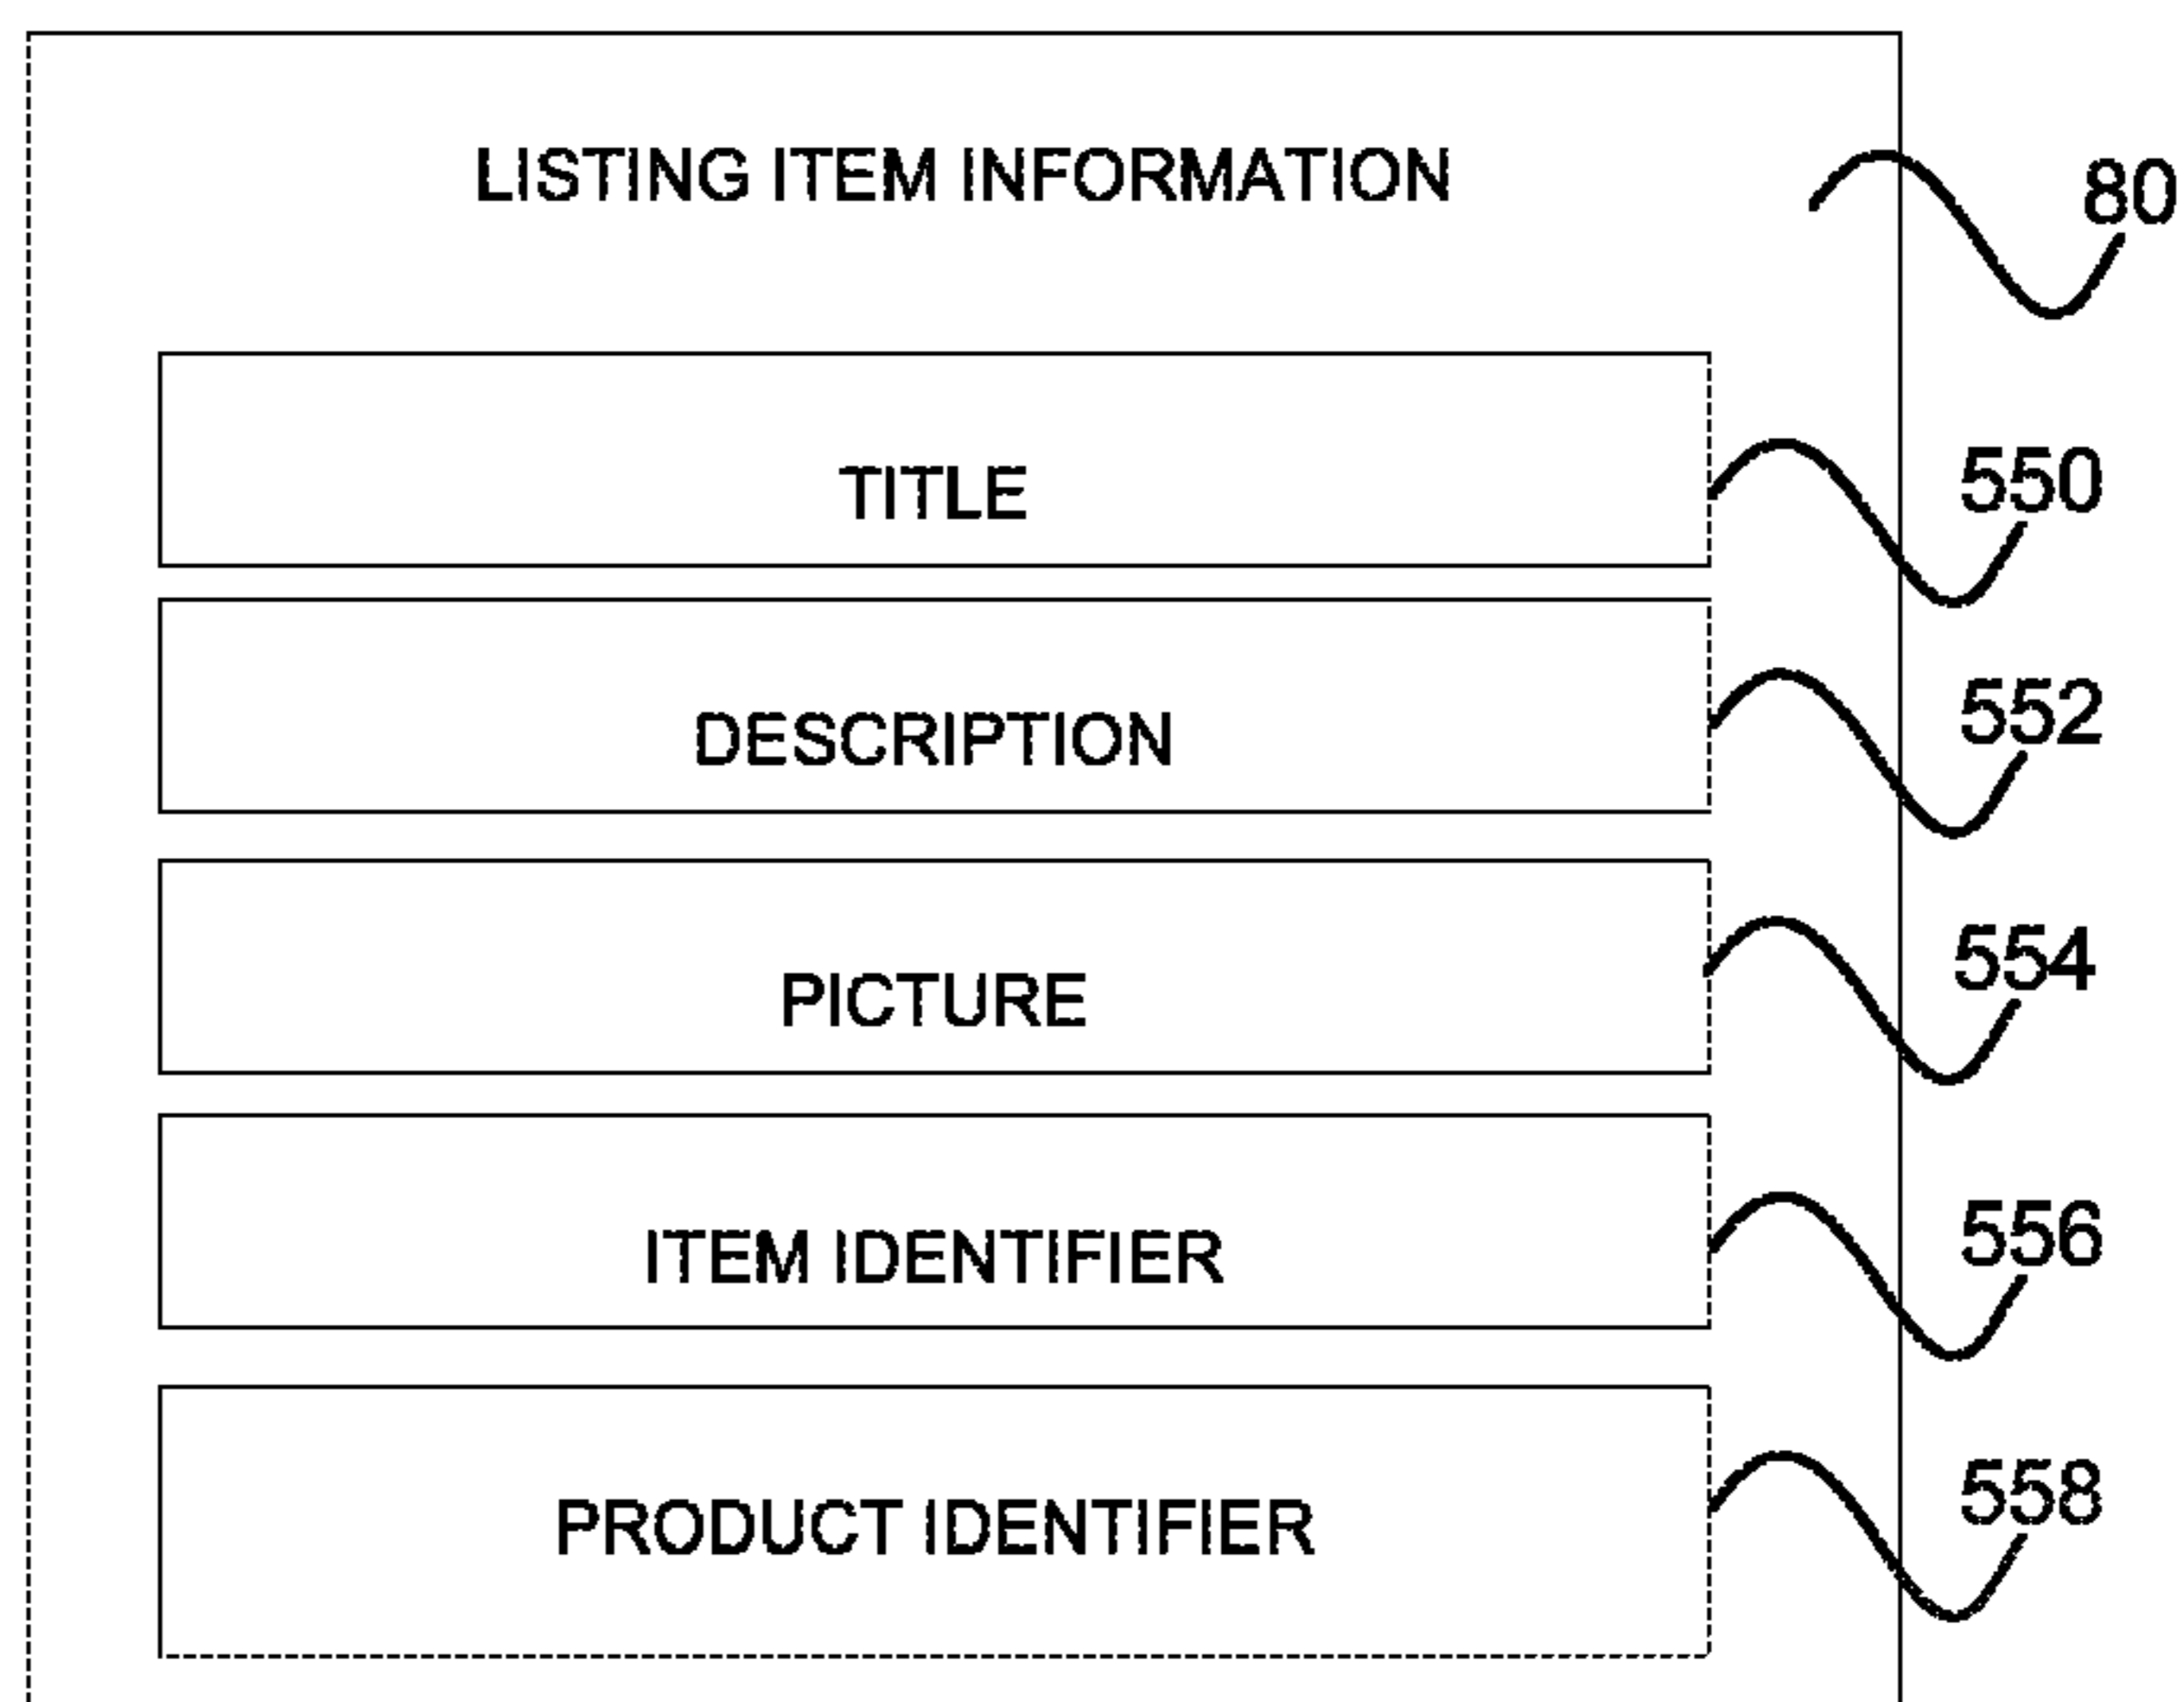 LISTING ITEM INFORMATION
80
TITLE
550
DESCRIPTION
552
PICTURE
554
ITEM IDENTIFIER
556
PRODUCT IDENTIFIER
558